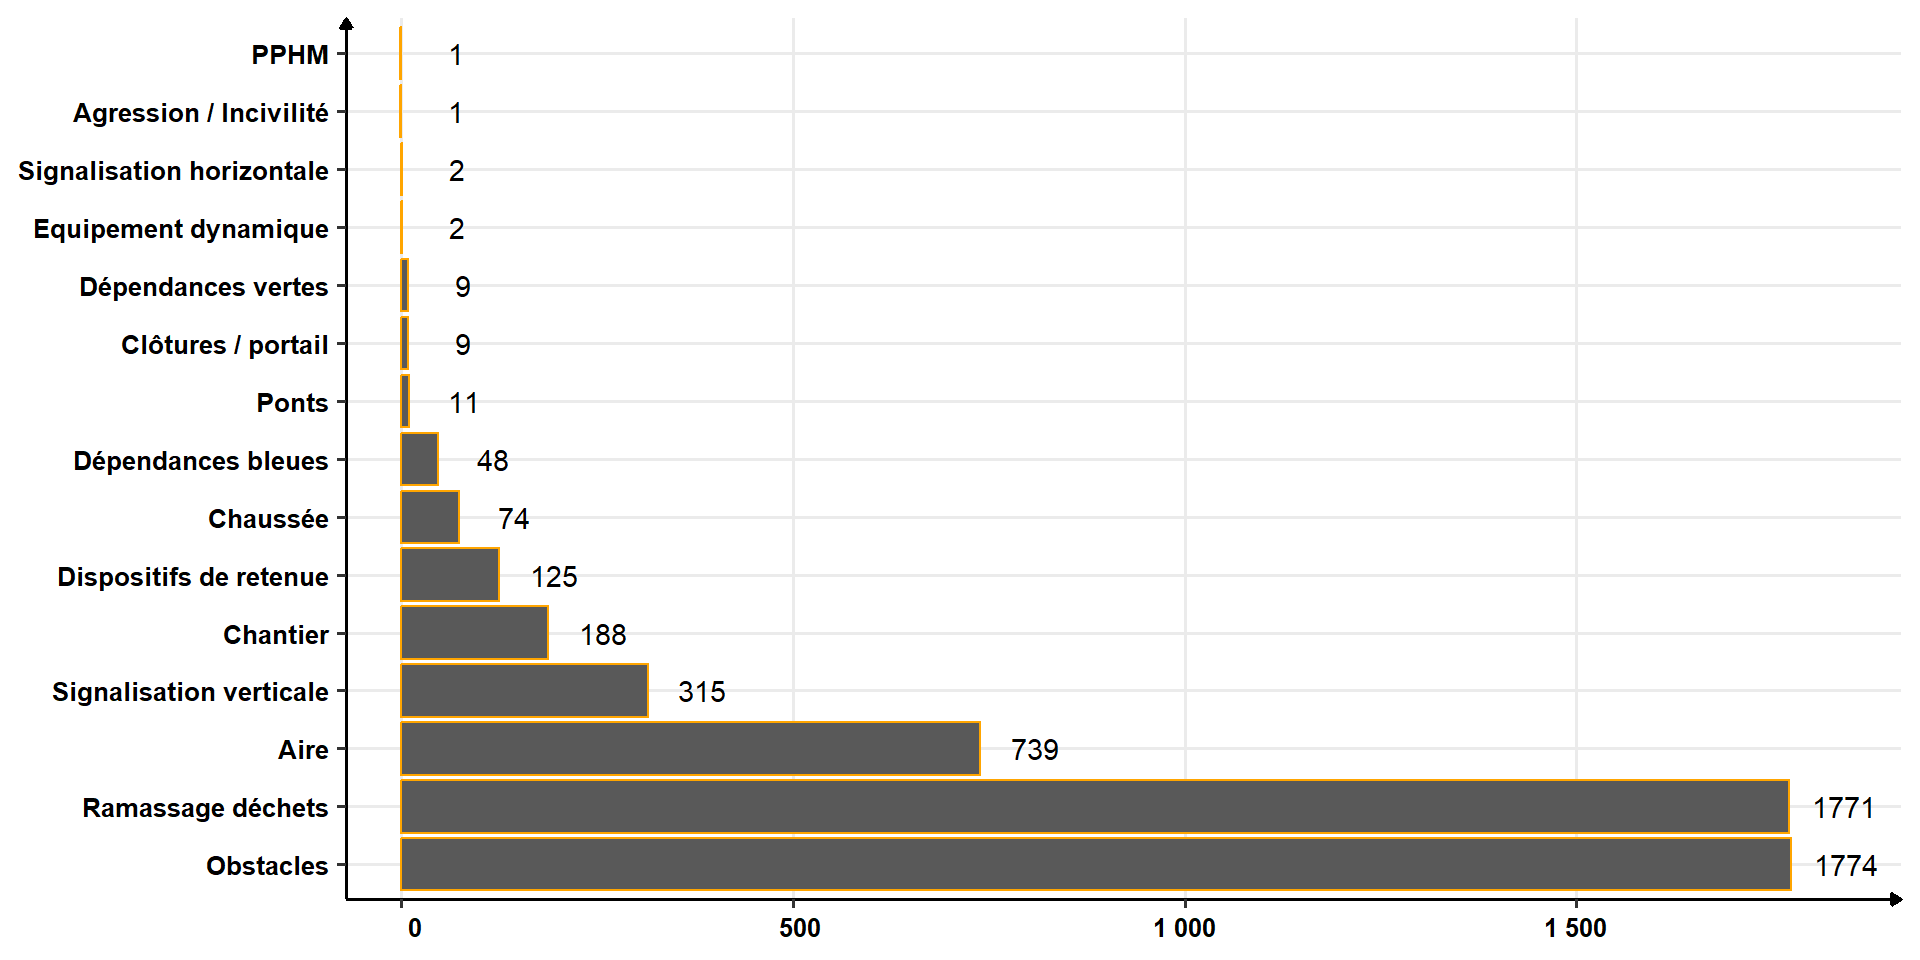 PPHM 1
Agression / Incivilité 1
Signalisation horizontale 2
Equipement dynamique 2
Dépendances vertes 9
Clôtures / portail 9
Ponts 11
Dépendances bleues 48
Chaussée 74
Dispositifs de retenue 125
Chantier 188
Signalisation verticale 315
Aire 739
Ramassage déchets 1771
Obstacles 1774
0 500 1 000 1 500